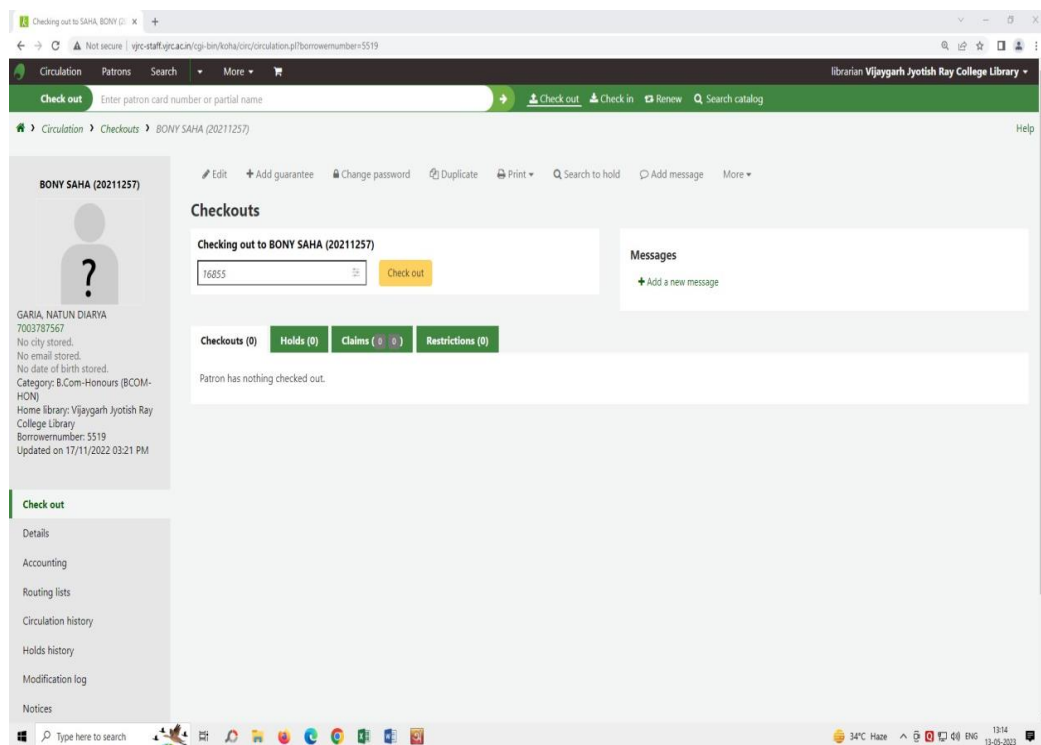 Checking out to SAHA, BONY (2
Not secure | vjrc-staff.vjrc.ac.in/cgi-bin/koha/circ/circulation.pl?borrowernumber=5519
Circulation Patrons Search More librarian Vijaygarh Jyotish Ray College Library
Check out Enter patron card number or partial name Check out Check in Renew Search catalog
Circulation Checkouts BONY SAHA (20211257) Help
BONY SAHA (20211257)
?
GARIA, NATUN DIARYA
7003787567
No city stored.
No email stored.
No date of birth stored.
Category: B.Com-Honours (BCOM-
HON)
Home library: Vijaygarh Jyotish Ray
College Library
Borrowernumber: 5519
Updated on 17/11/2022 03:21 PM
Check out
Details
Accounting
Routing lists
Circulation history
Holds history
Modification log
Notices
Edit Add guarantee Change password Duplicate Print Search to hold Add message More
Checkouts
Checking out to BONY SAHA (20211257)
16855 Check out
Messages
Add a new message
Checkouts (0) Holds (0) Claims ( 0 0 ) Restrictions (0)
Patron has nothing checked out.
Type here to search 34°C Haze ENG 13:14
13-05-2023